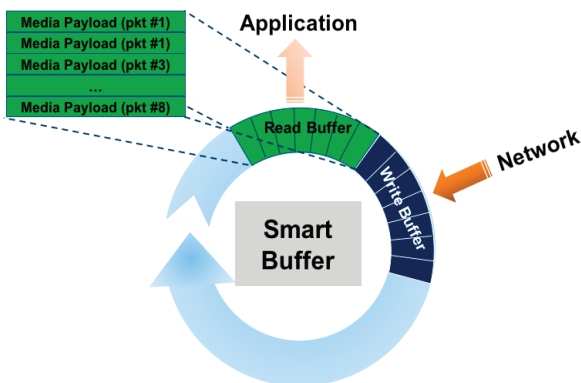 Media Payload (pkt #1)
Media Payload (pkt #1)
Media Payload (pkt #3)
...
Media Payload (pkt #8)
Application
Read Buffer
Network
Write Buffer
Smart
Buffer